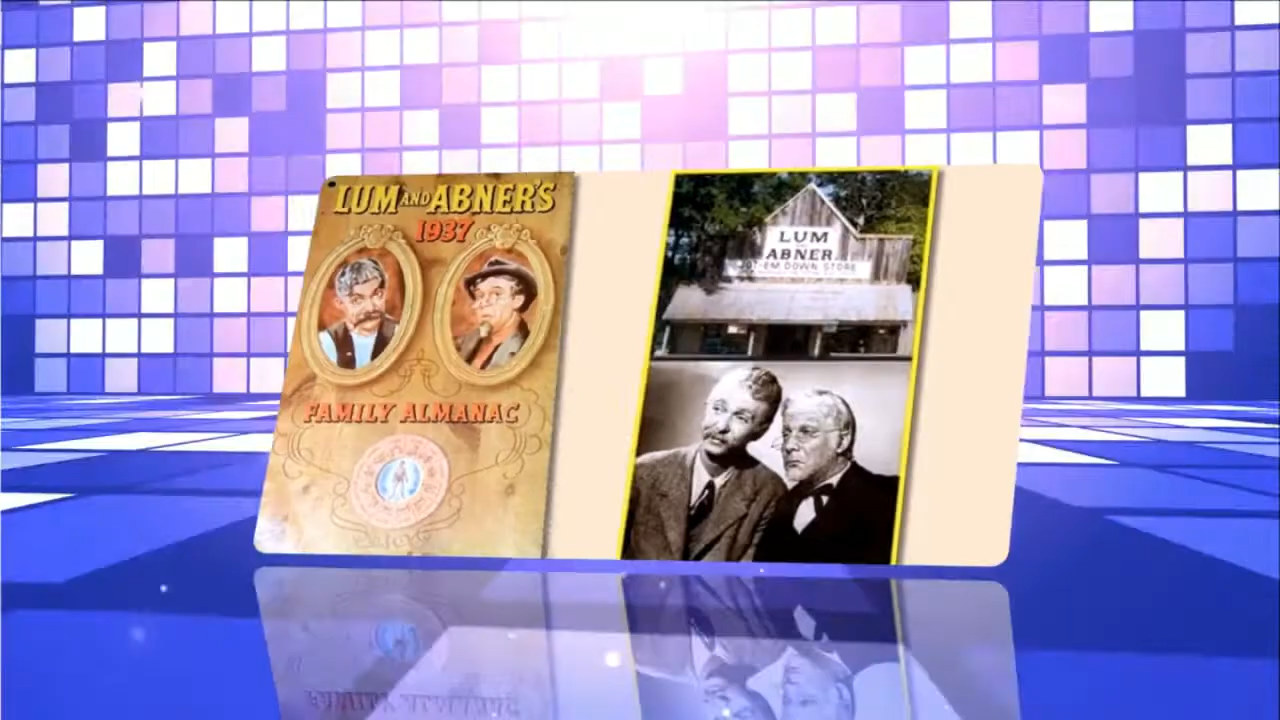 LUM AND ABNER'S
1937
FAMILY ALMANAC
LUM
ABNER
JOT-EM DOWN STORE